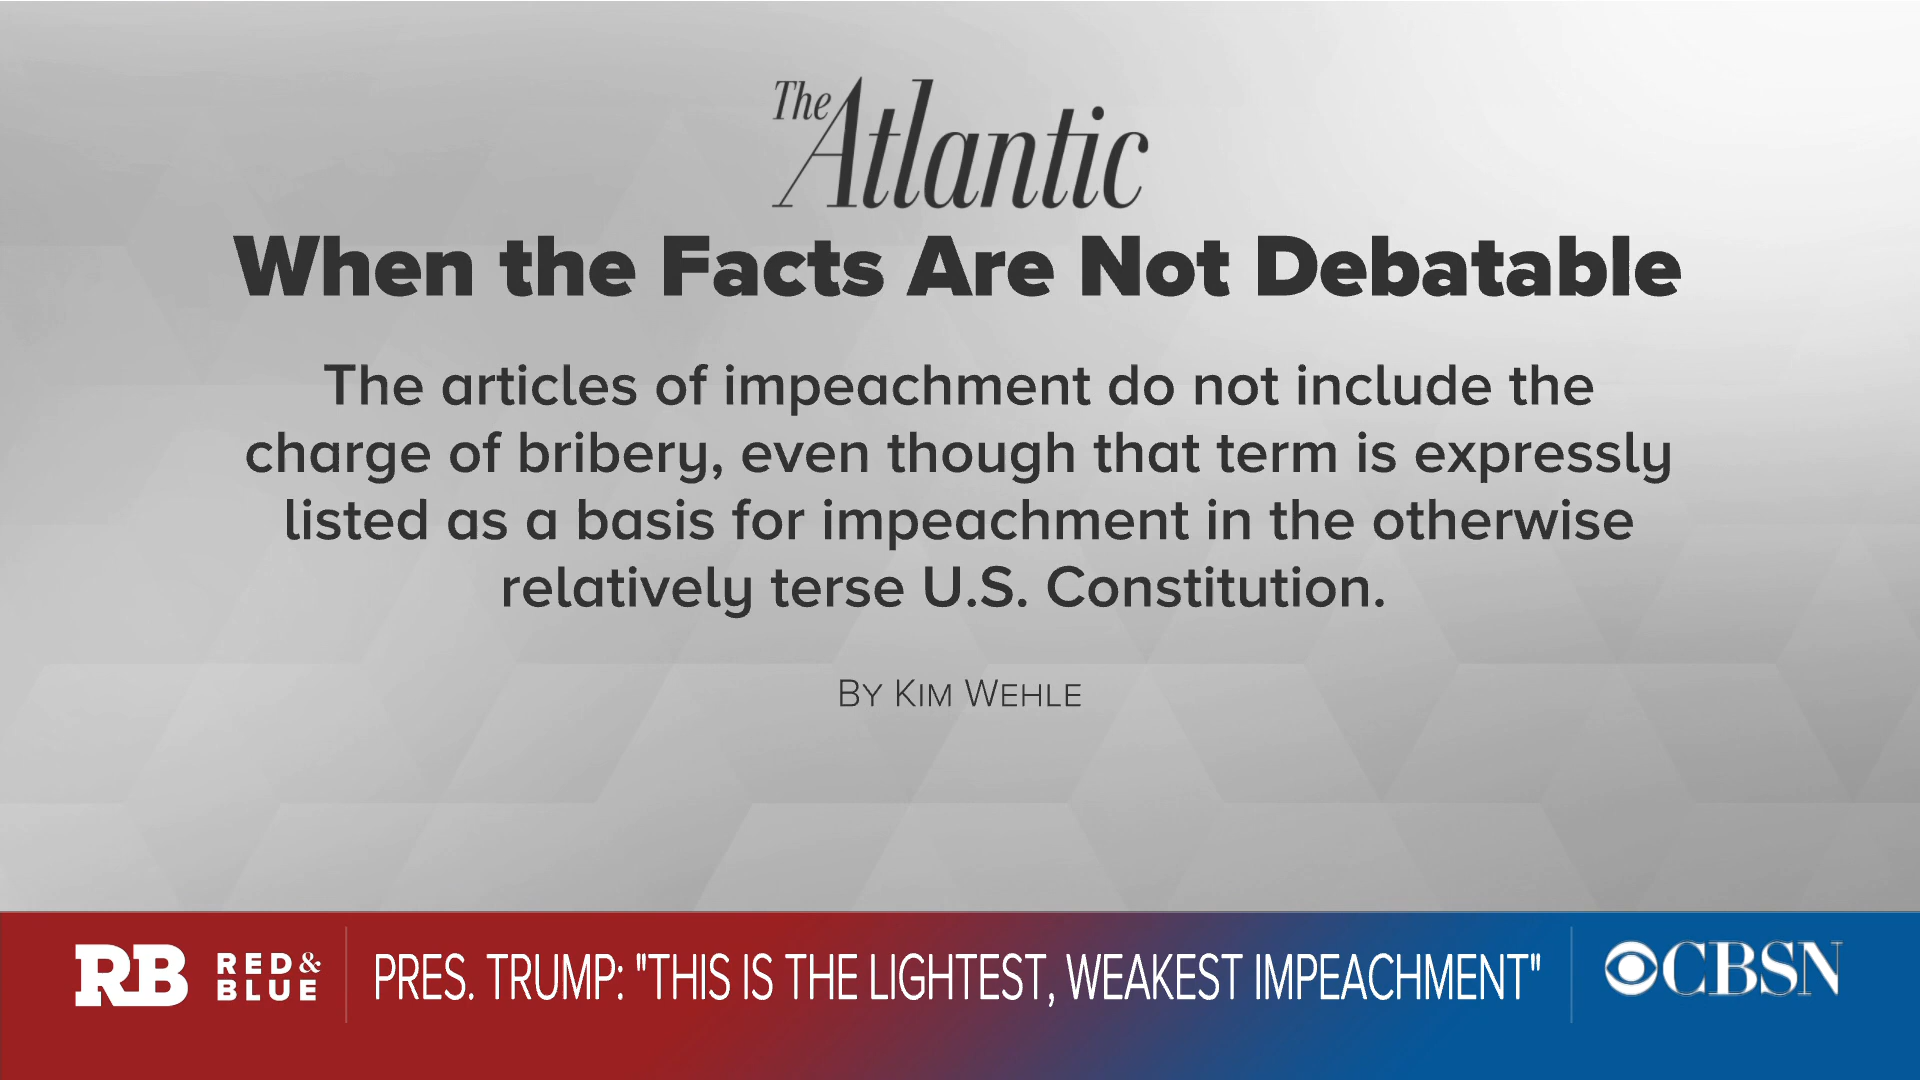 The Atlantic
When the Facts Are Not Debatable
The articles of impeachment do not include the
charge of bribery, even though that term is expressly
listed as a basis for impeachment in the otherwise
relatively terse U.S. Constitution.
BY KIM WEHLE
RB RED & BLUE PRES. TRUMP: "THIS IS THE LIGHTEST, WEAKEST IMPEACHMENT" CBSN